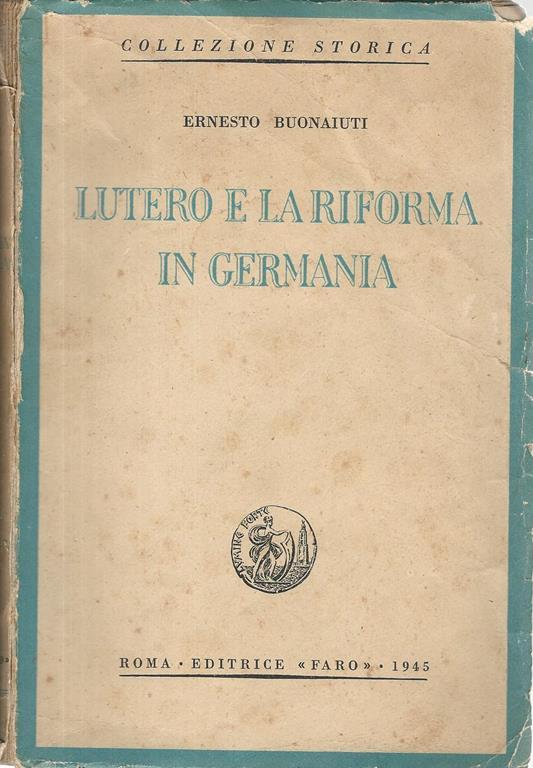 COLLEZIONE STORICA
ERNESTO BUONAIUTI
LUTERO E LA RIFORMA
IN GERMANIA
ROMA · EDITRICE «FARO» · 1945